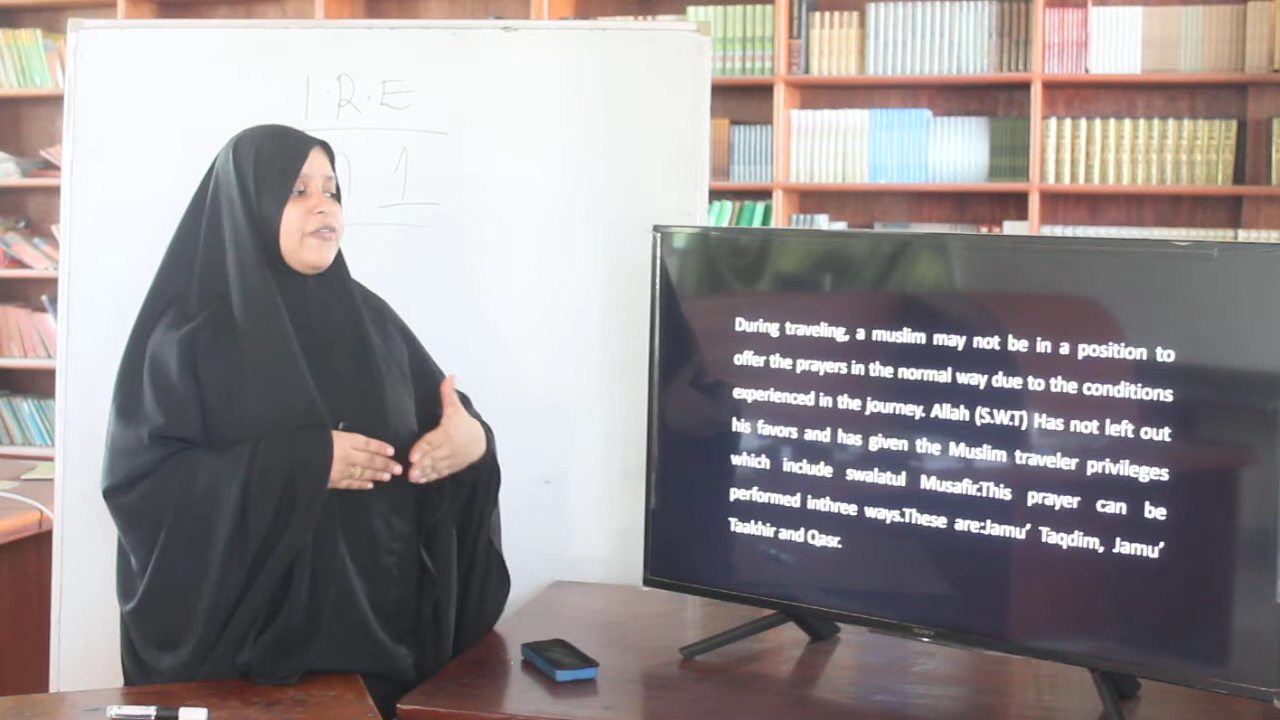 I.R.E
1
During traveling, a muslim may not be in a position to
offer the prayers in the normal way due to the conditions
experienced in the journey. Allah (S.W.T) Has not left out
his favors and has given the Muslim traveler privileges
which include swalatul Musafir.This prayer can be
performed inthree ways.These are:Jamu’ Taqdim, Jamu’
Taakhir and Qasr.